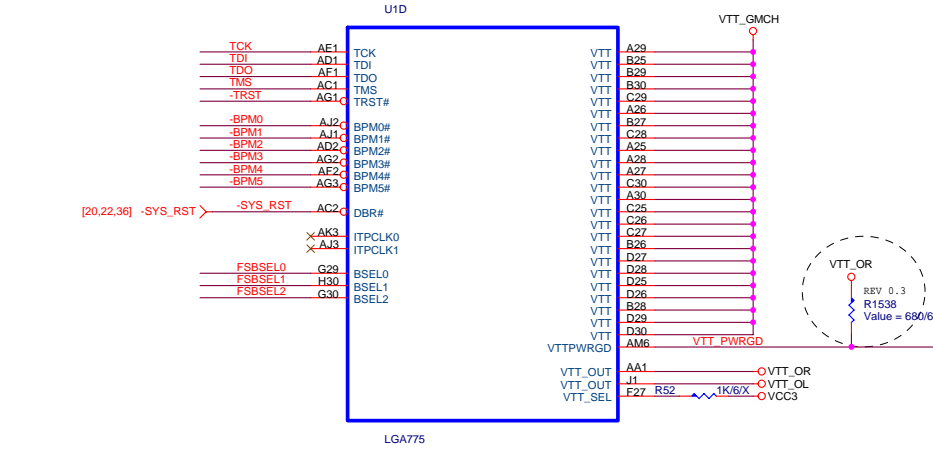 U1D
VTT_GMCH
TCK AE1 TCK VTT A29
TDI AD1 TDI VTT B25
TDO AF1 TDO VTT B29
TMS AC1 TMS VTT B30
-TRST AG1 TRST# VTT C29
VTT A26
-BPM0 AJ2 BPM0# VTT B27
-BPM1 AJ1 BPM1# VTT C28
-BPM2 AD2 BPM2# VTT A25
-BPM3 AG2 BPM3# VTT A28
-BPM4 AF2 BPM4# VTT A27
-BPM5 AG3 BPM5# VTT C30
VTT A30
[20,22,36] -SYS_RST -SYS_RST AC2 DBR# VTT C25
VTT C26
AK3 ITPCLK0 VTT C27
AJ3 ITPCLK1 VTT B26
VTT D27
FSBSEL0 G29 BSEL0 VTT D28
FSBSEL1 H30 BSEL1 VTT D25
FSBSEL2 G30 BSEL2 VTT D26
VTT B28
VTT D29
VTT D30
VTT_OR
REV 0.3
R1538
Value = 680/6
VTTPWRGD AM6 VTT_PWRGD
VTT_OUT AA1 VTT_OR
VTT_OUT J1 VTT_OL
VTT_SEL F27 R52 1K/6/X VCC3
LGA775